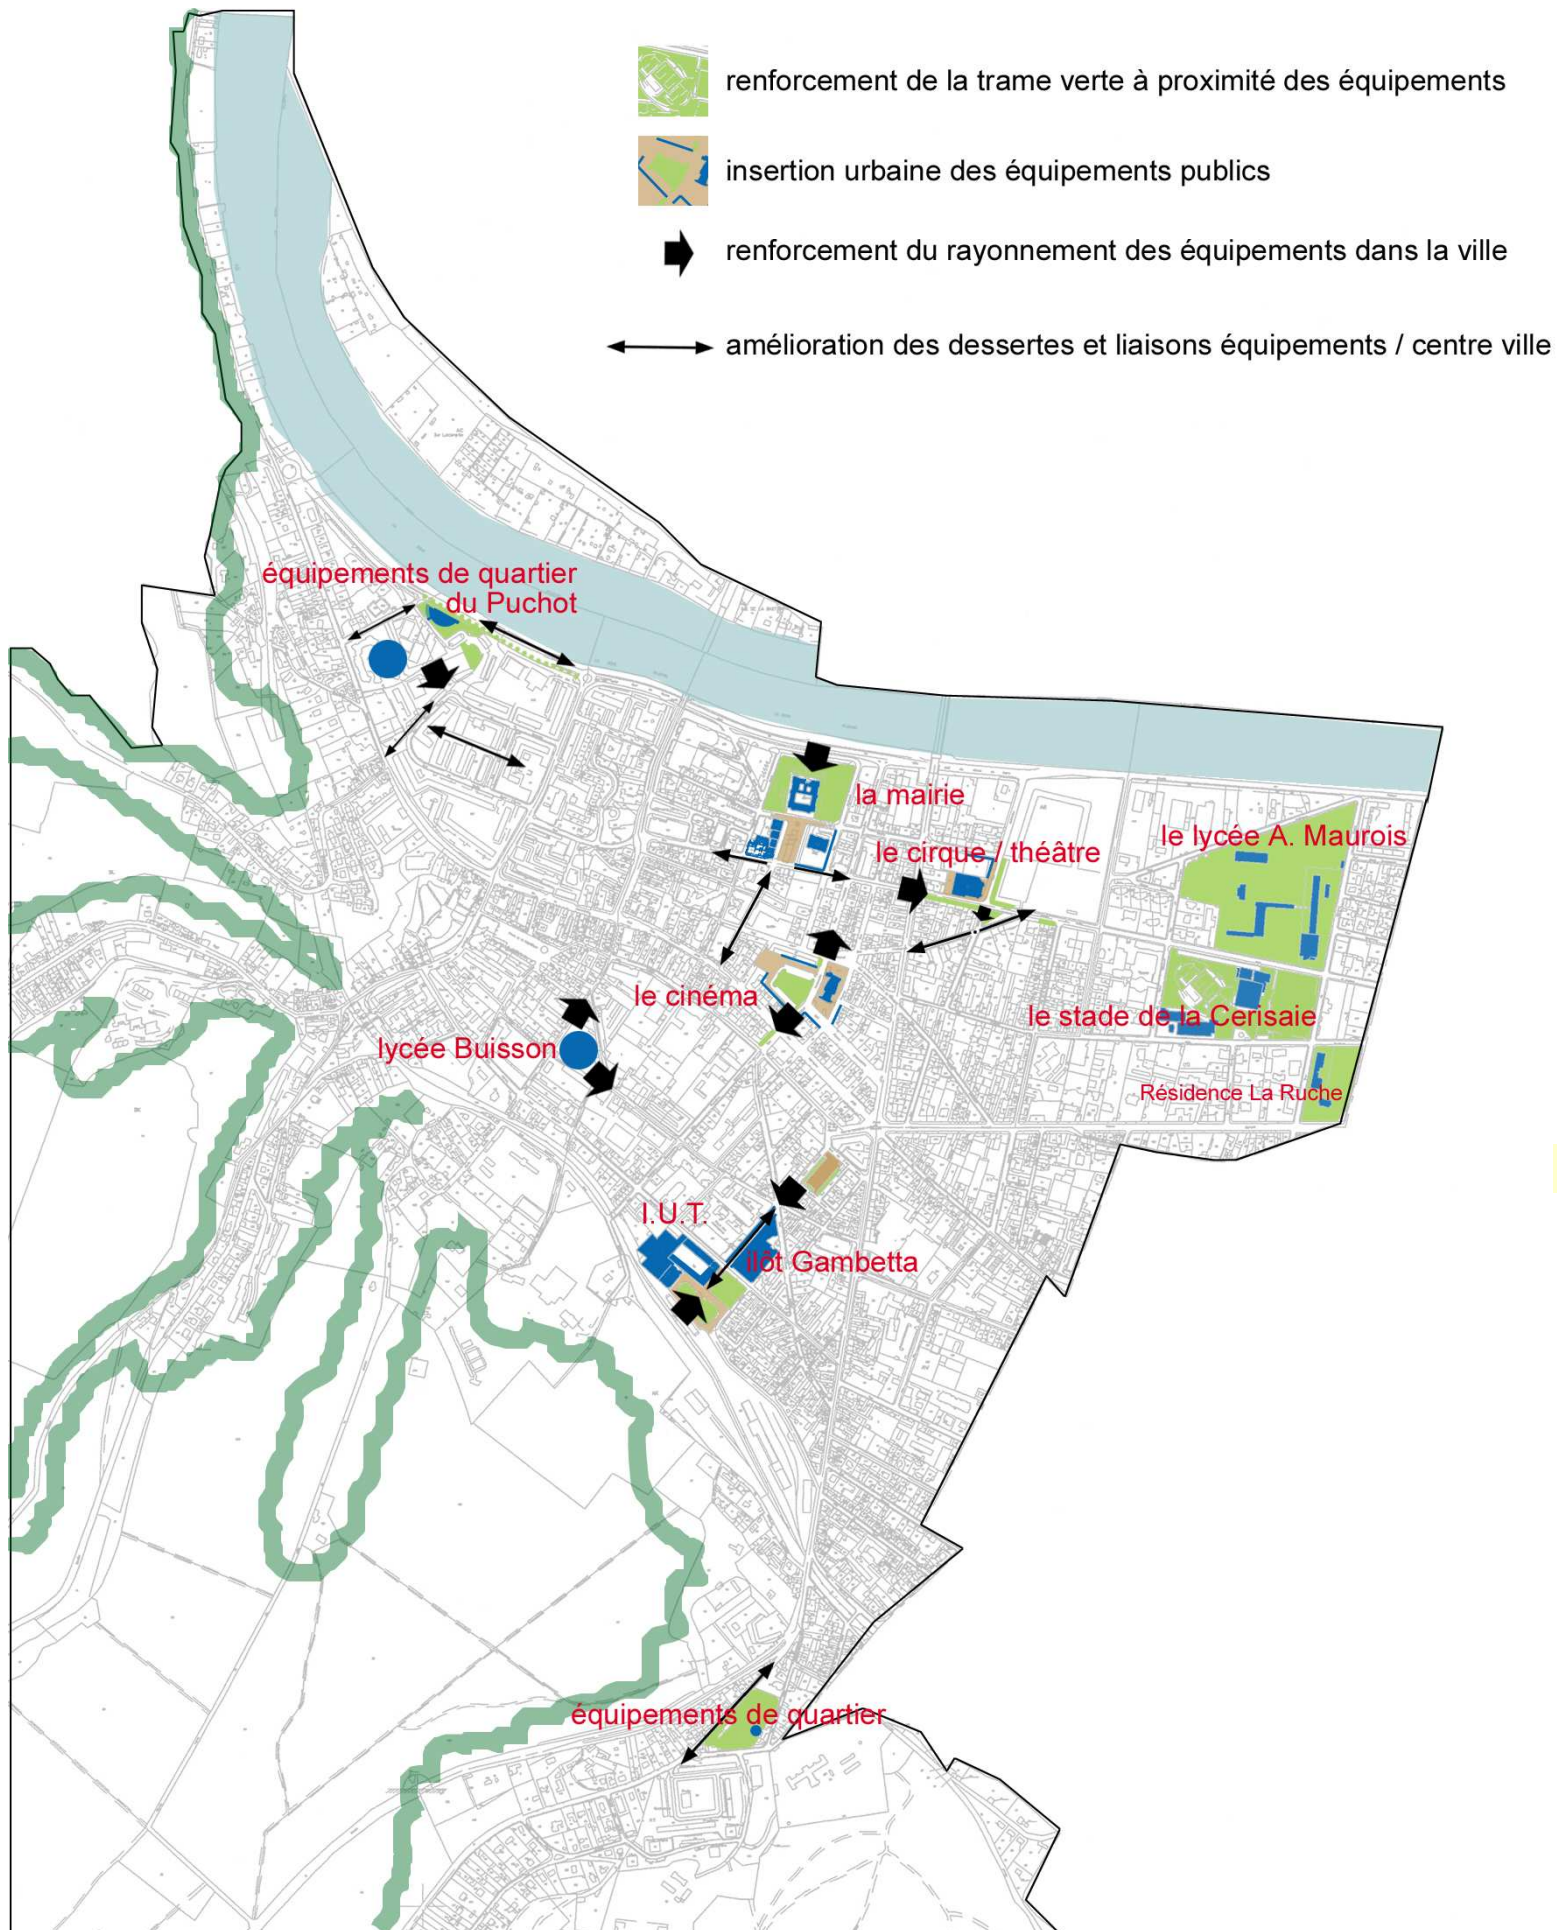 renforcement de la trame verte à proximité des équipements
insertion urbaine des équipements publics
renforcement du rayonnement des équipements dans la ville
amélioration des dessertes et liaisons équipements / centre ville
équipements de quartier
du Puchot
la mairie
le cirque / théâtre
le lycée A. Maurois
le cinéma
le stade de la Cerisaie
lycée Buisson
Résidence La Ruche
I.U.T.
ilôt Gambetta
équipements de quartier